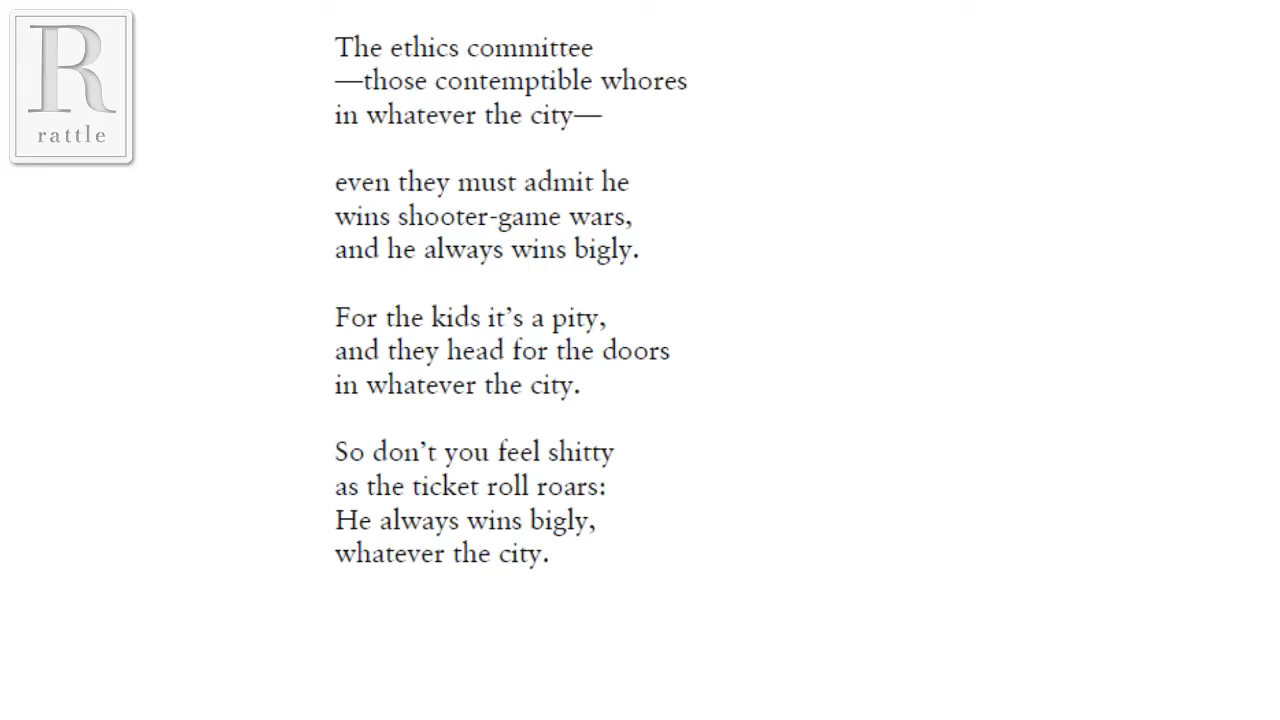 R
rattle
The ethics committee
—those contemptible whores
in whatever the city—
even they must admit he
wins shooter-game wars,
and he always wins bigly.
For the kids it’s a pity,
and they head for the doors
in whatever the city.
So don’t you feel shitty
as the ticket roll roars:
He always wins bigly,
whatever the city.